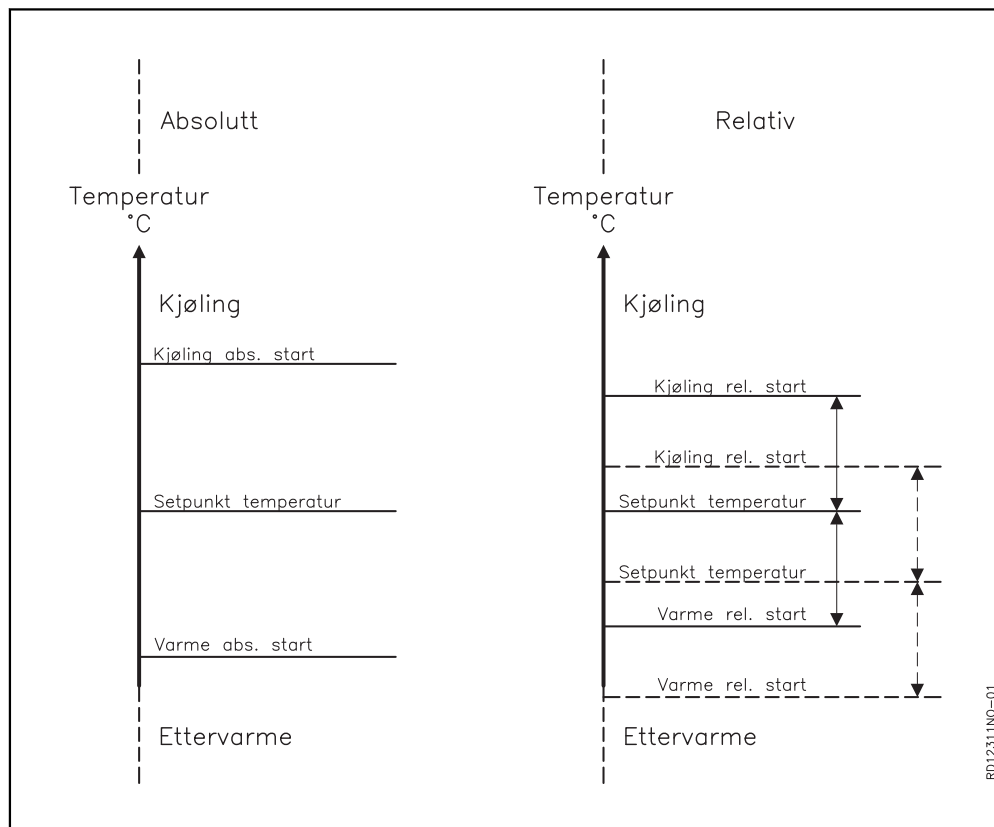 Absolutt
Temperatur
°C
Kjøling
Kjøling abs. start
Setpunkt temperatur
Varme abs. start
Ettervarme
Relativ
Temperatur
°C
Kjøling
Kjøling rel. start
Kjøling rel. start
Setpunkt temperatur
Setpunkt temperatur
Varme rel. start
Varme rel. start
Ettervarme
RD12311NO-01